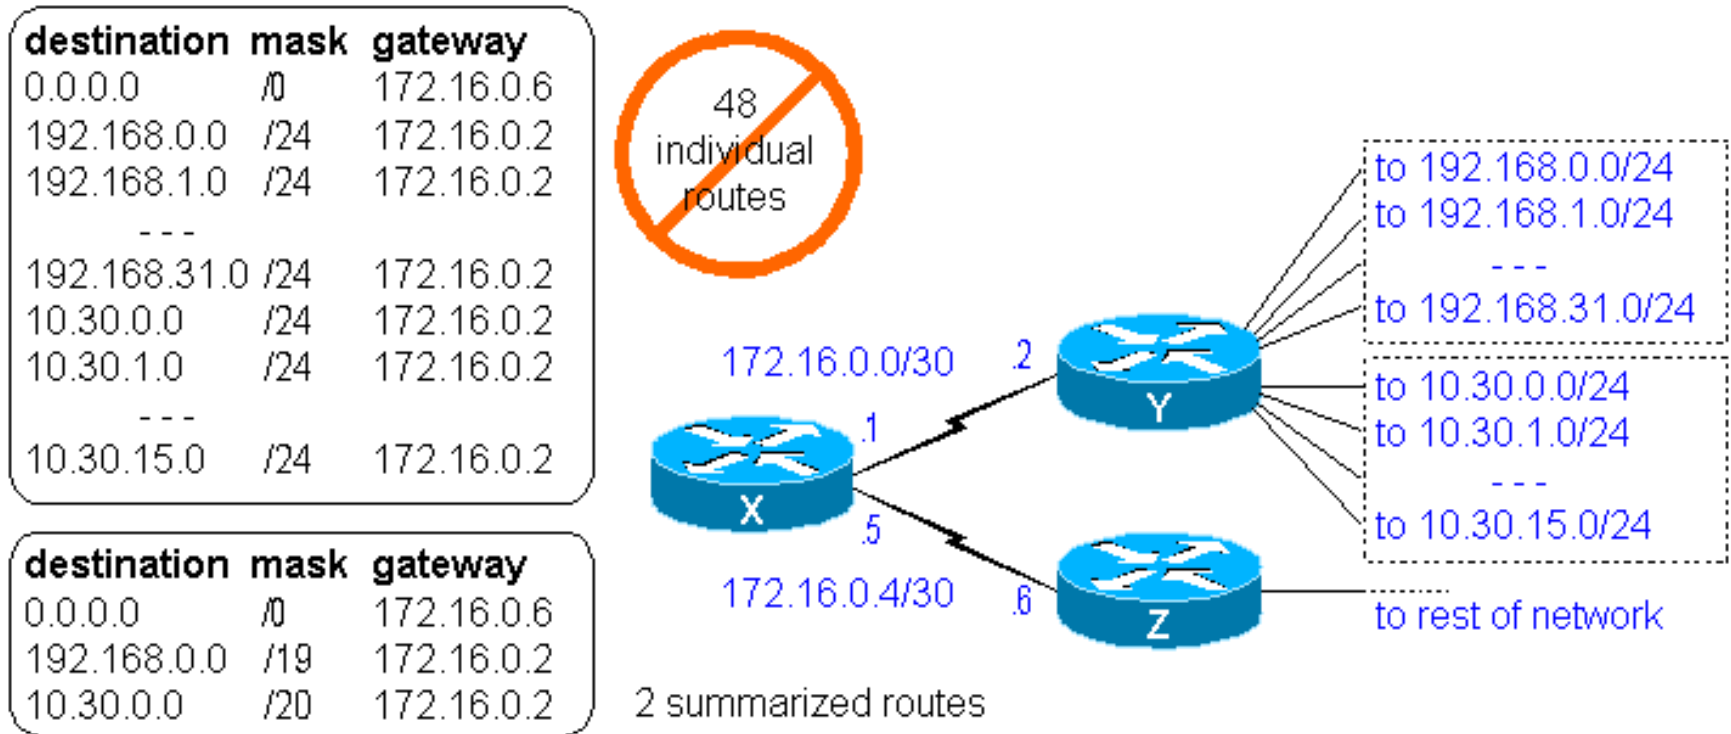 destination mask gateway
0.0.0.0 /0 172.16.0.6
192.168.0.0 /24 172.16.0.2
192.168.1.0 /24 172.16.0.2
- - -
192.168.31.0 /24 172.16.0.2
10.30.0.0 /24 172.16.0.2
10.30.1.0 /24 172.16.0.2
- - -
10.30.15.0 /24 172.16.0.2
destination mask gateway
0.0.0.0 /0 172.16.0.6
192.168.0.0 /19 172.16.0.2
10.30.0.0 /20 172.16.0.2
48
individual
routes
2 summarized routes
172.16.0.0/30
.2
.1
X
.5
172.16.0.4/30
.6
Y
Z
to 192.168.0.0/24
to 192.168.1.0/24
- - -
to 192.168.31.0/24
to 10.30.0.0/24
to 10.30.1.0/24
- - -
to 10.30.15.0/24
to rest of network